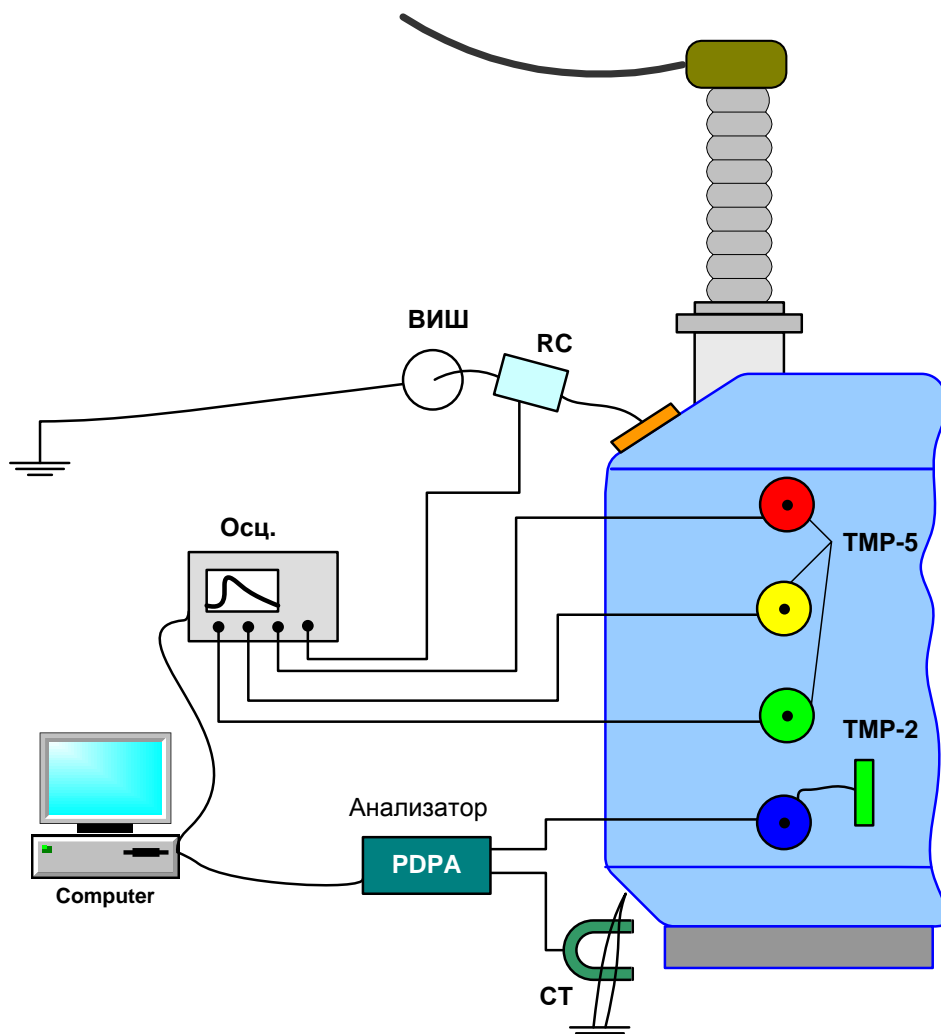 ВИШ
RC
Осц.
TMP-5
TMP-2
Анализатор
PDPA
Computer
CT